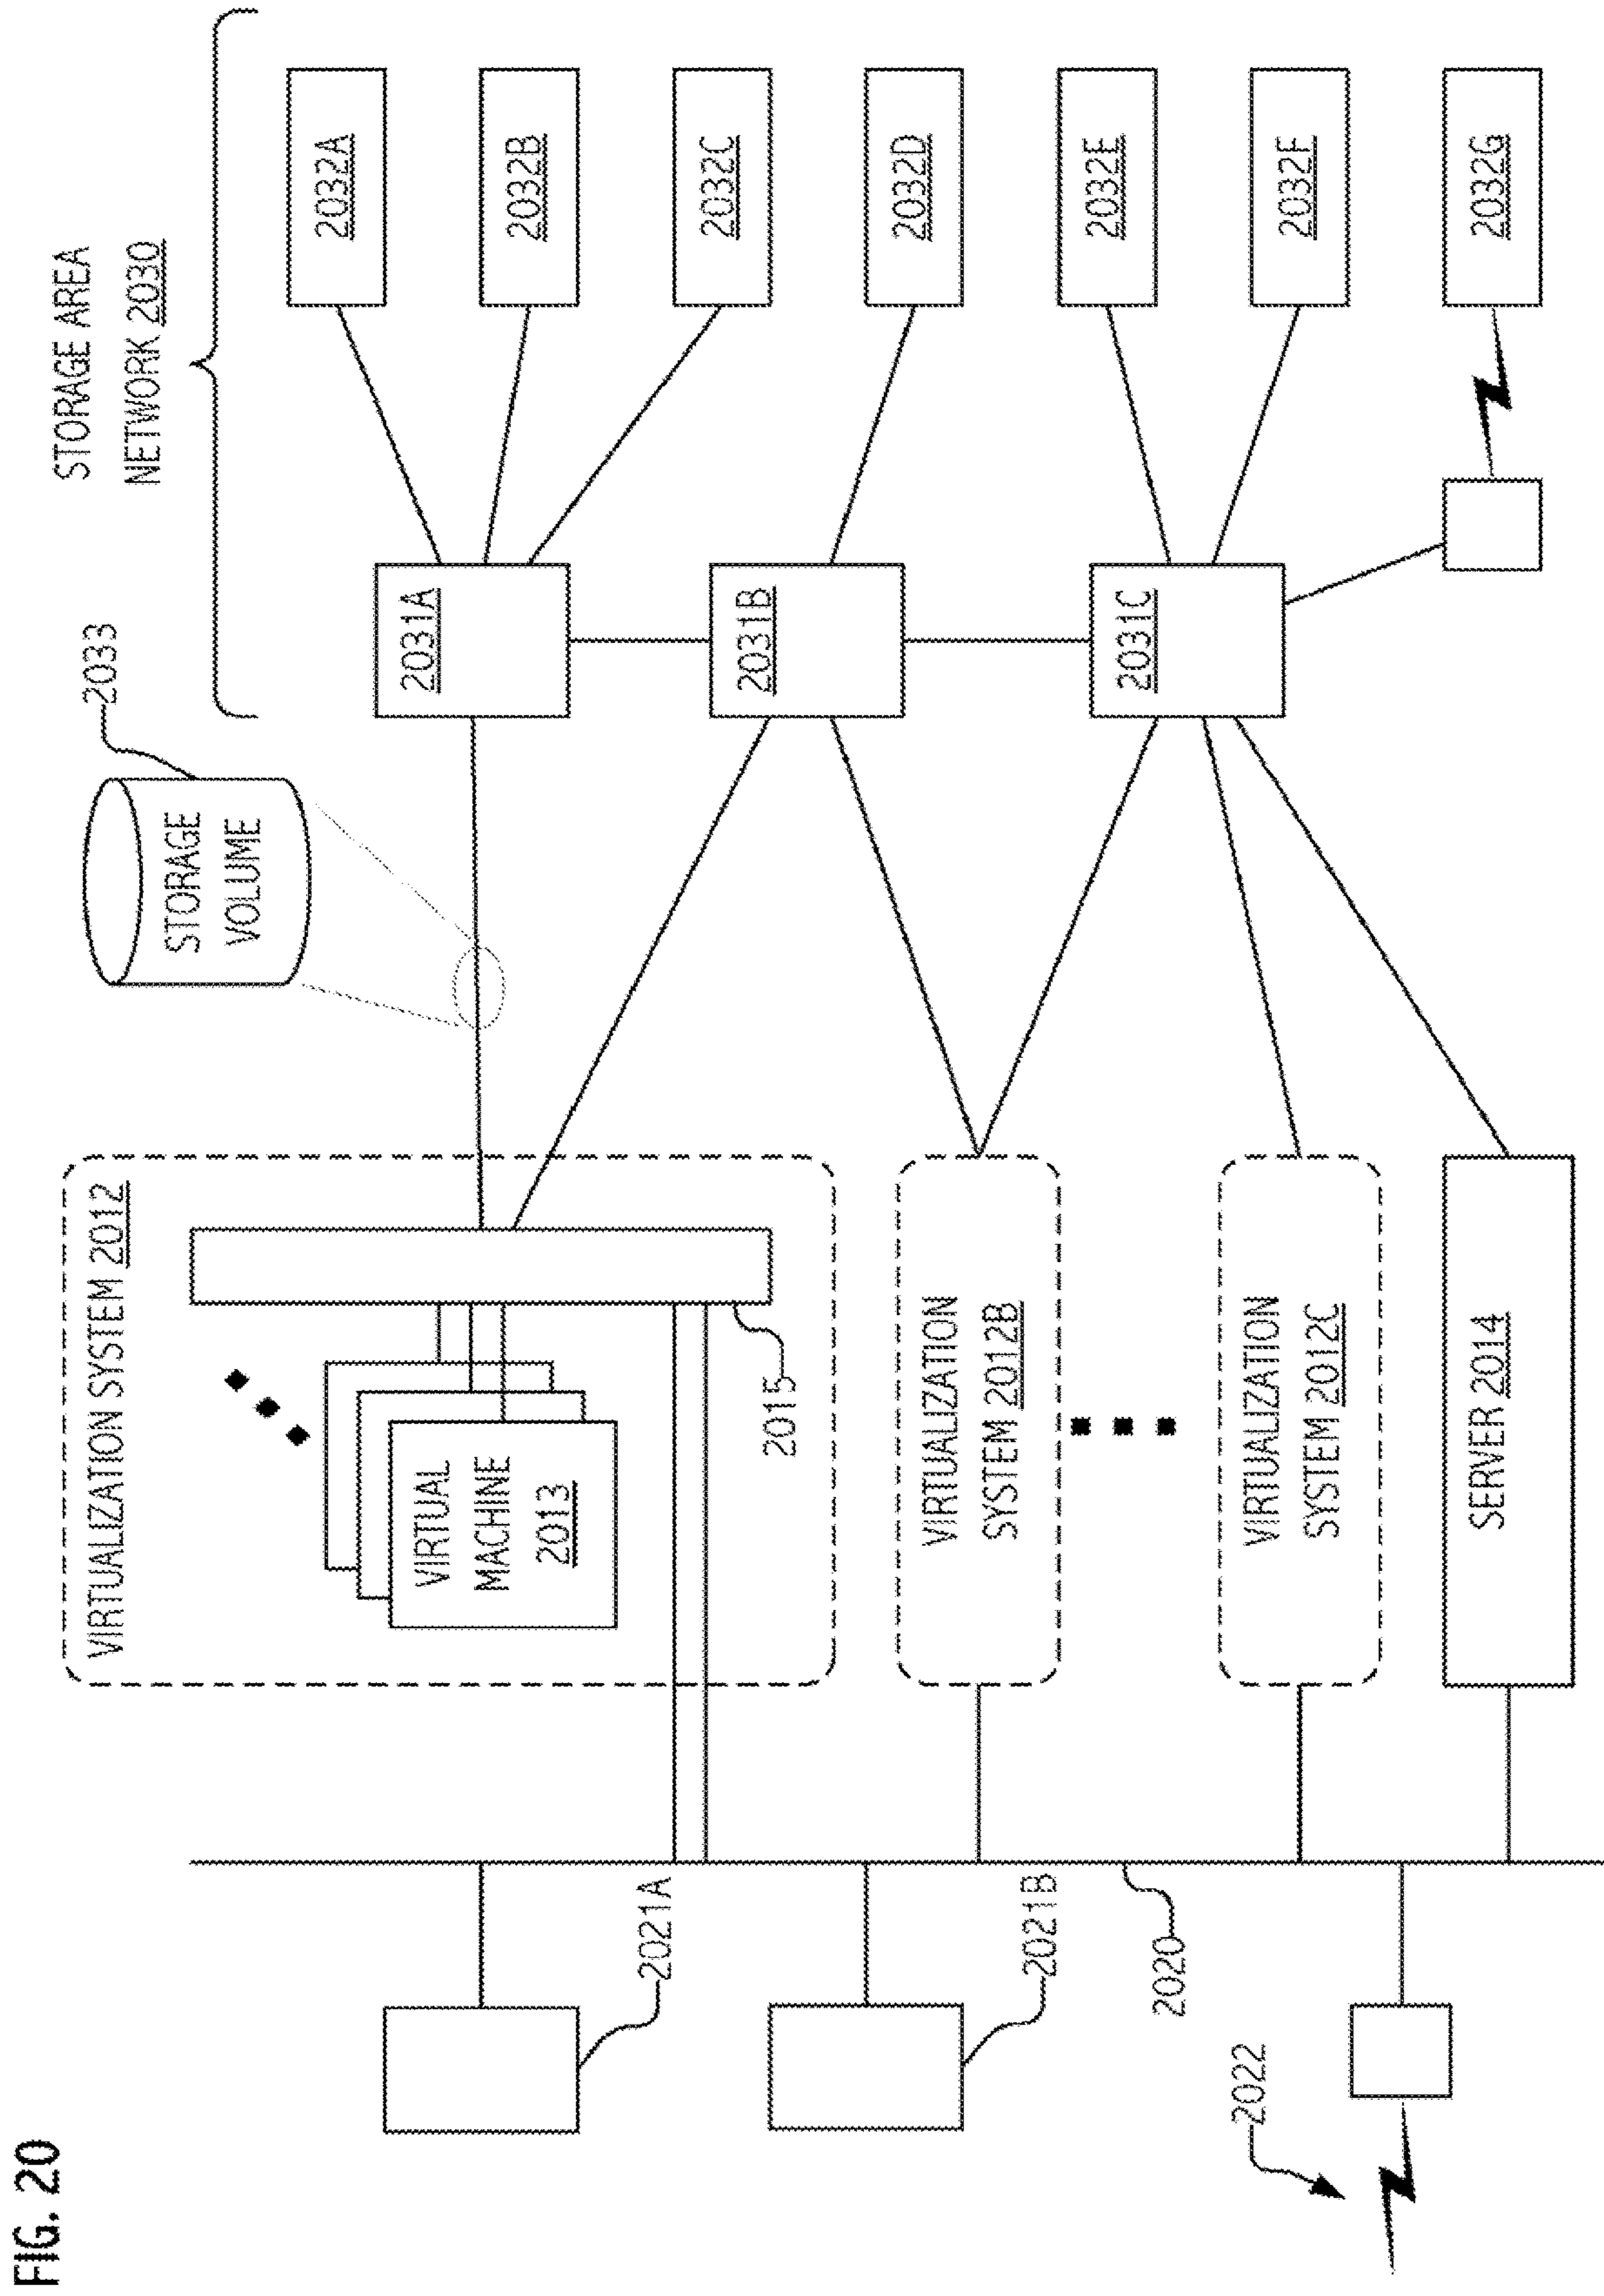 FIG. 20
STORAGE AREA
NETWORK 2030
2033
STORAGE
VOLUME
VIRTUALIZATION SYSTEM 2012
VIRTUAL
MACHINE
2013
2015
2021A
2021B
2020
2022
VIRTUALIZATION
SYSTEM 2012B
VIRTUALIZATION
SYSTEM 2012C
SERVER 2014
2031A
2031B
2031C
2032A
2032B
2032C
2032D
2032E
2032F
2032G